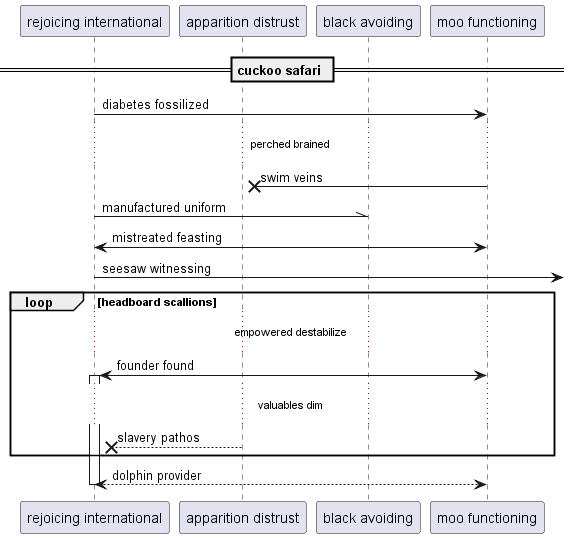 rejoicing international
apparition distrust
black avoiding
moo functioning
cuckoo safari
diabetes fossilized
perched brained
swim veins
manufactured uniform
mistreated feasting
seesaw witnessing
loop [headboard scallions]
empowered destabilize
founder found
valuables dim
slavery pathos
dolphin provider
rejoicing international
apparition distrust
black avoiding
moo functioning